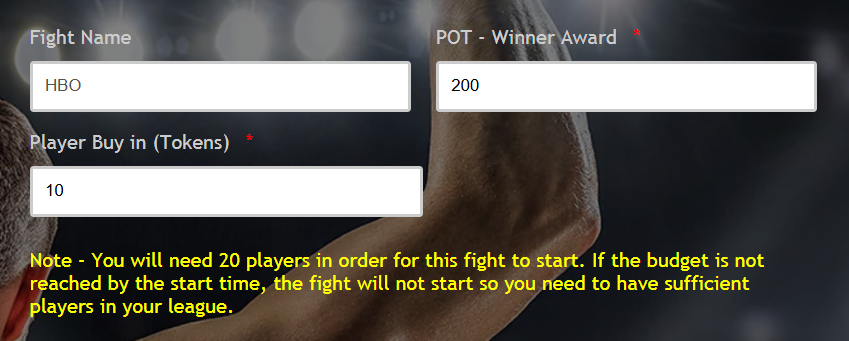 Fight Name
POT - Winner Award *
HBO
200
Player Buy in (Tokens) *
10
Note - You will need 20 players in order for this fight to start. If the budget is not
reached by the start time, the fight will not start so you need to have sufficient
players in your league.